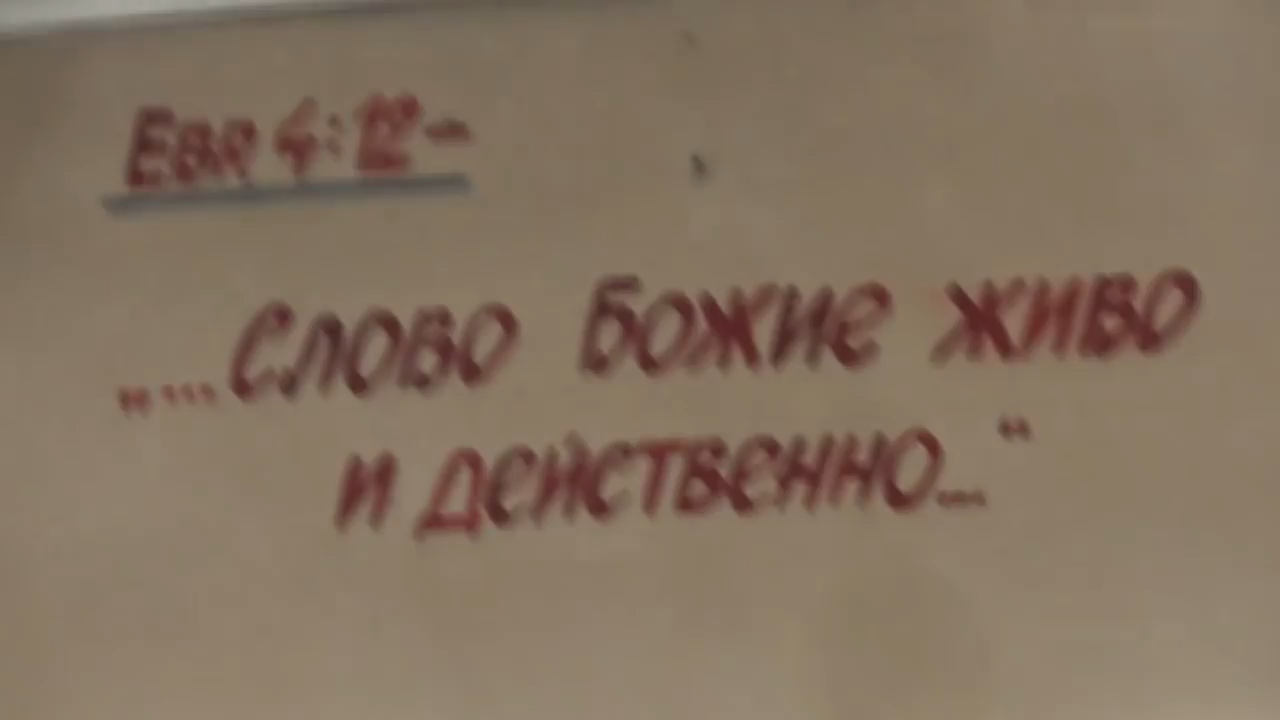 Евр 4:12-
„...Слово Божие живо
и действенно..."